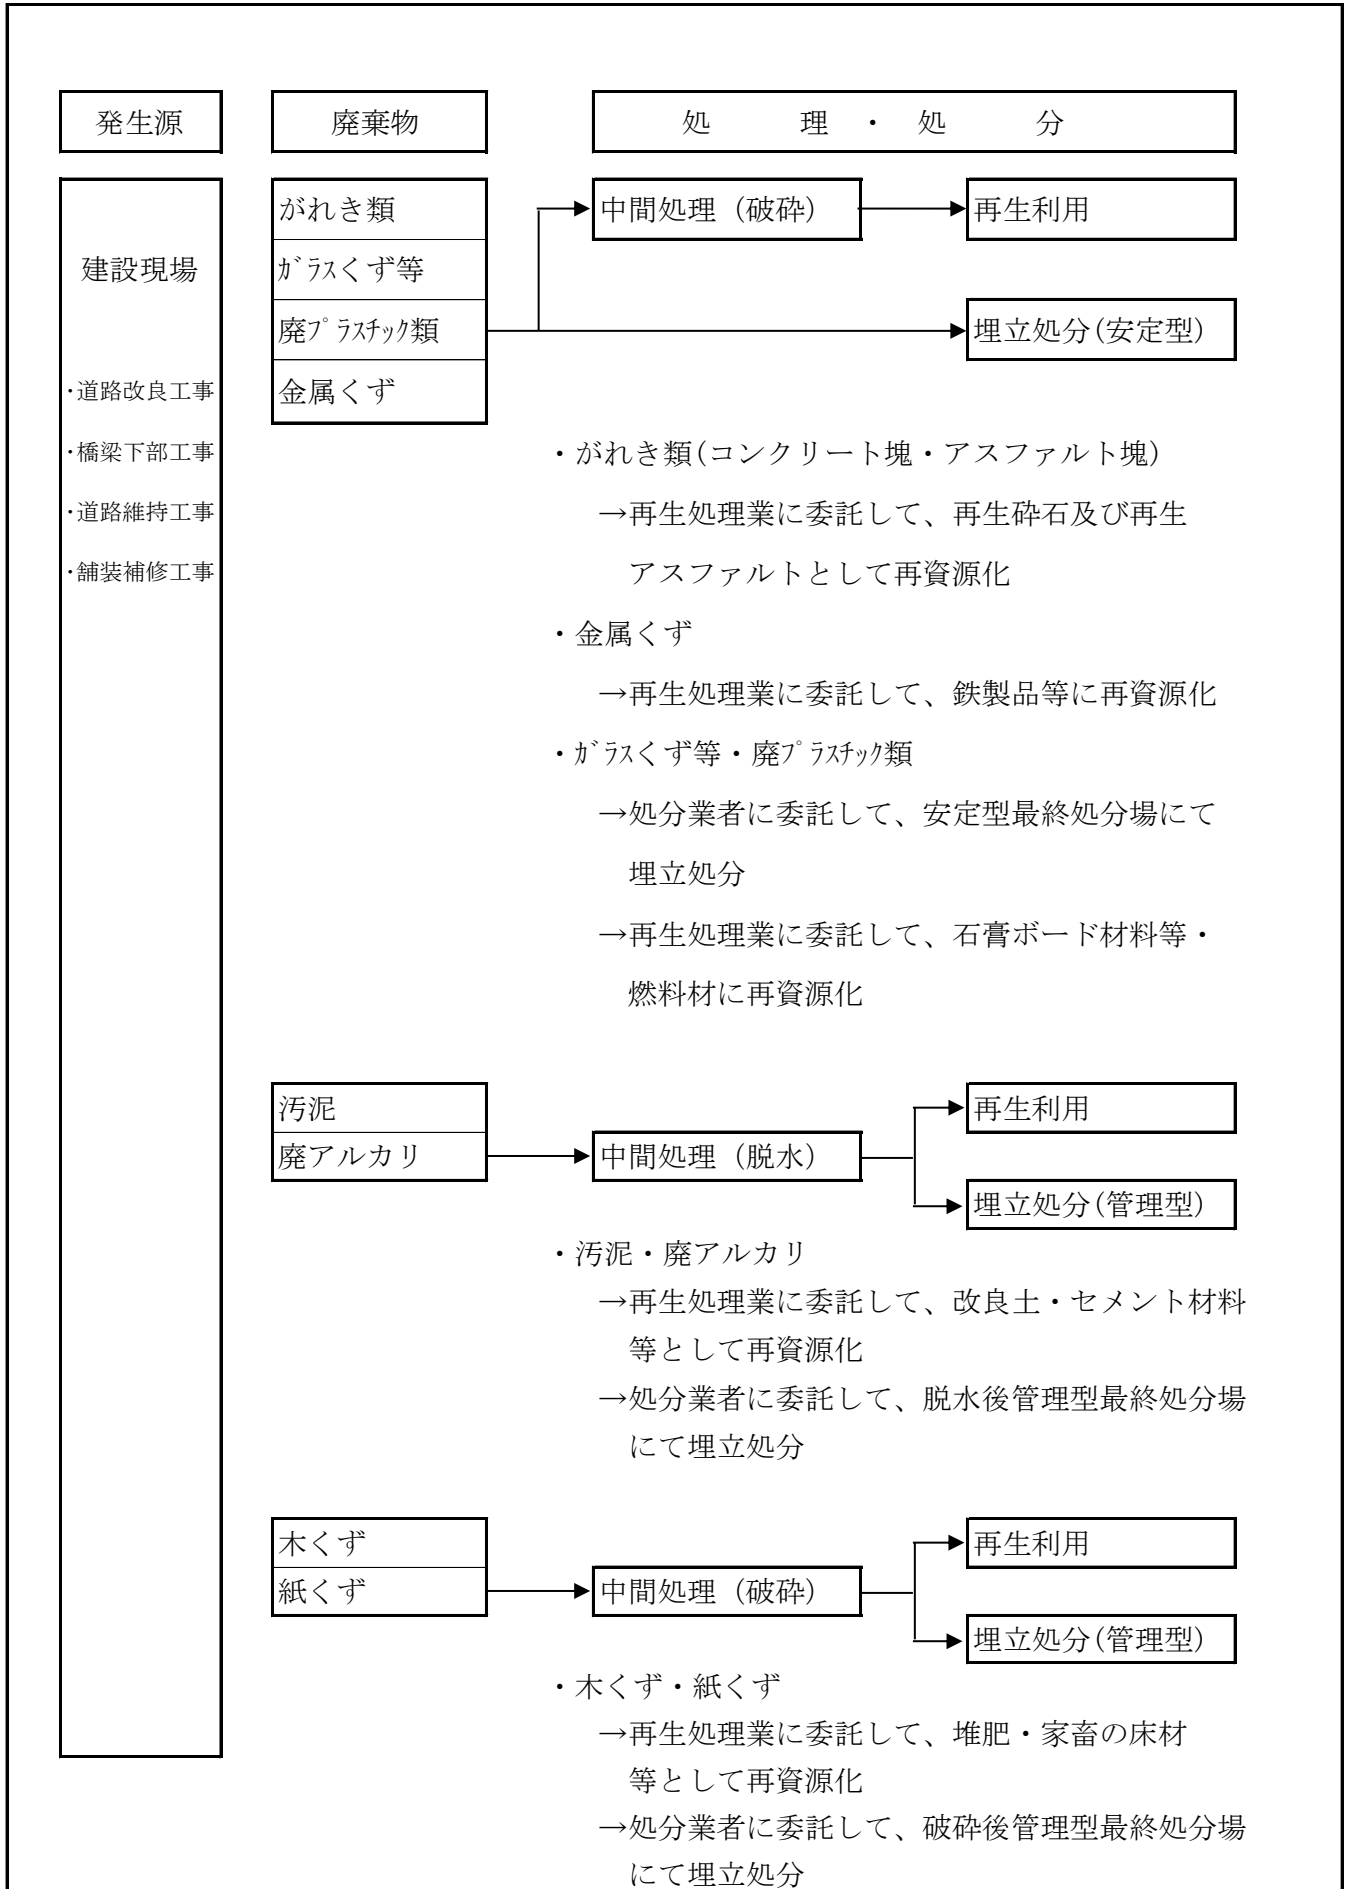 発生源
廃棄物
処理・処分
建設現場
・道路改良工事
・橋梁下部工事
・道路維持工事
・舗装補修工事
がれき類
ｶﾞﾗｽくず等
廃ﾌﾟﾗｽﾁｯｸ類
金属くず
中間処理（破砕）
再生利用
埋立処分(安定型)
・がれき類(コンクリート塊・アスファルト塊)
→再生処理業に委託して、再生砕石及び再生
アスファルトとして再資源化
・金属くず
→再生処理業に委託して、鉄製品等に再資源化
・ｶﾞﾗｽくず等・廃ﾌﾟﾗｽﾁｯｸ類
→処分業者に委託して、安定型最終処分場にて
埋立処分
→再生処理業に委託して、石膏ボード材料等・
燃料材に再資源化
汚泥
廃アルカリ
中間処理（脱水）
再生利用
埋立処分(管理型)
・汚泥・廃アルカリ
→再生処理業に委託して、改良土・セメント材料
等として再資源化
→処分業者に委託して、脱水後管理型最終処分場
にて埋立処分
木くず
紙くず
中間処理（破砕）
再生利用
埋立処分(管理型)
・木くず・紙くず
→再生処理業に委託して、堆肥・家畜の床材
等として再資源化
→処分業者に委託して、破砕後管理型最終処分場
にて埋立処分